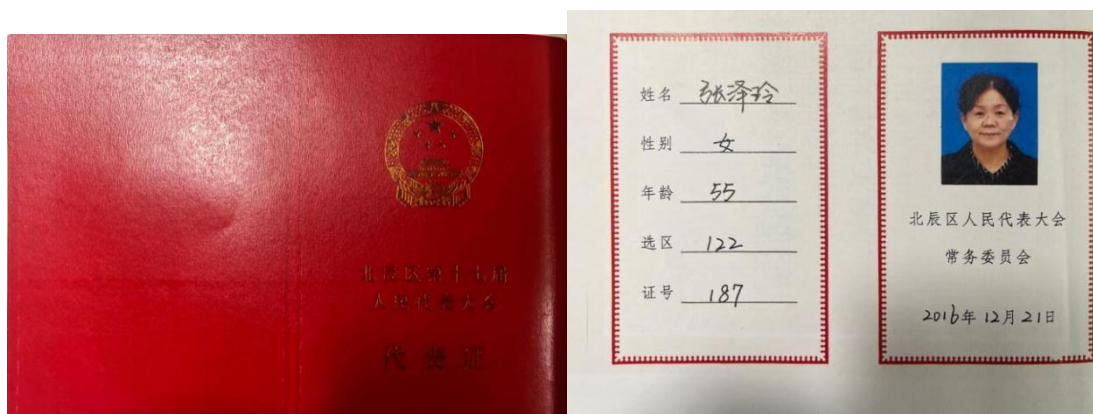 北辰区第十七届
人民代表大会
代表证
姓名 张泽玲
性别 女
年龄 55
选区 122
证号 187
北辰区人民代表大会
常务委员会
2016年12月21日